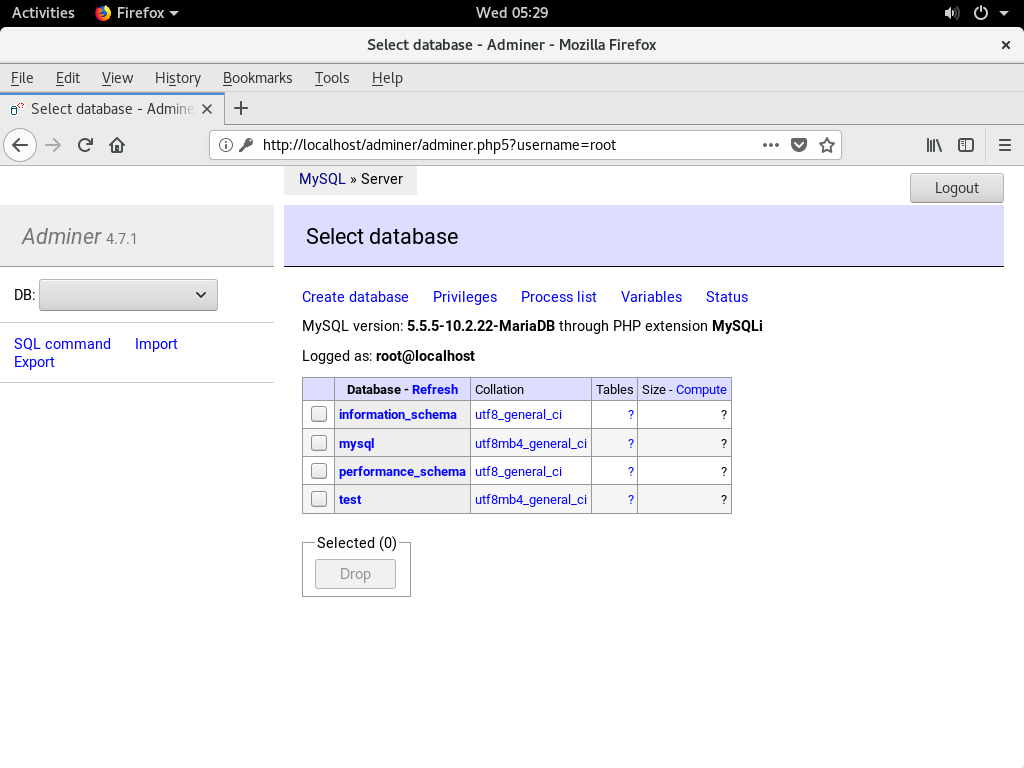 Activities Firefox Wed 05:29
Select database - Adminer - Mozilla Firefox
File Edit View History Bookmarks Tools Help
Select database - Admine
http://localhost/adminer/adminer.php5?username=root
MySQL » Server
Logout
Adminer 4.7.1
Select database
DB:
SQL command Import
Export
Create database Privileges Process list Variables Status
MySQL version: 5.5.5-10.2.22-MariaDB through PHP extension MySQLi
Logged as: root@localhost
Database - Refresh Collation Tables Size - Compute
information_schema utf8_general_ci ? ?
mysql utf8mb4_general_ci ? ?
performance_schema utf8_general_ci ? ?
test utf8mb4_general_ci ? ?
Selected (0)
Drop